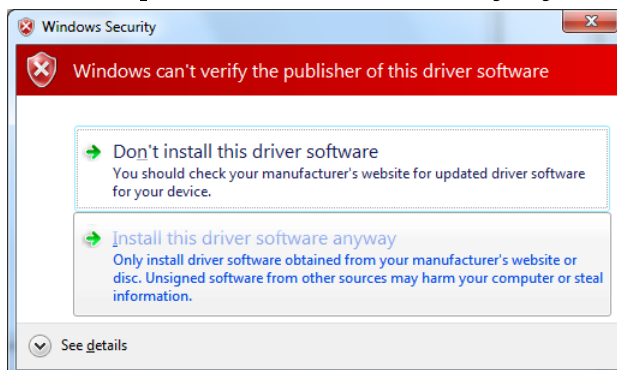 Windows Security
Windows can't verify the publisher of this driver software
Don't install this driver software
You should check your manufacturer's website for updated driver software
for your device.
Install this driver software anyway
Only install driver software obtained from your manufacturer's website or
disc. Unsigned software from other sources may harm your computer or steal
information.
See details